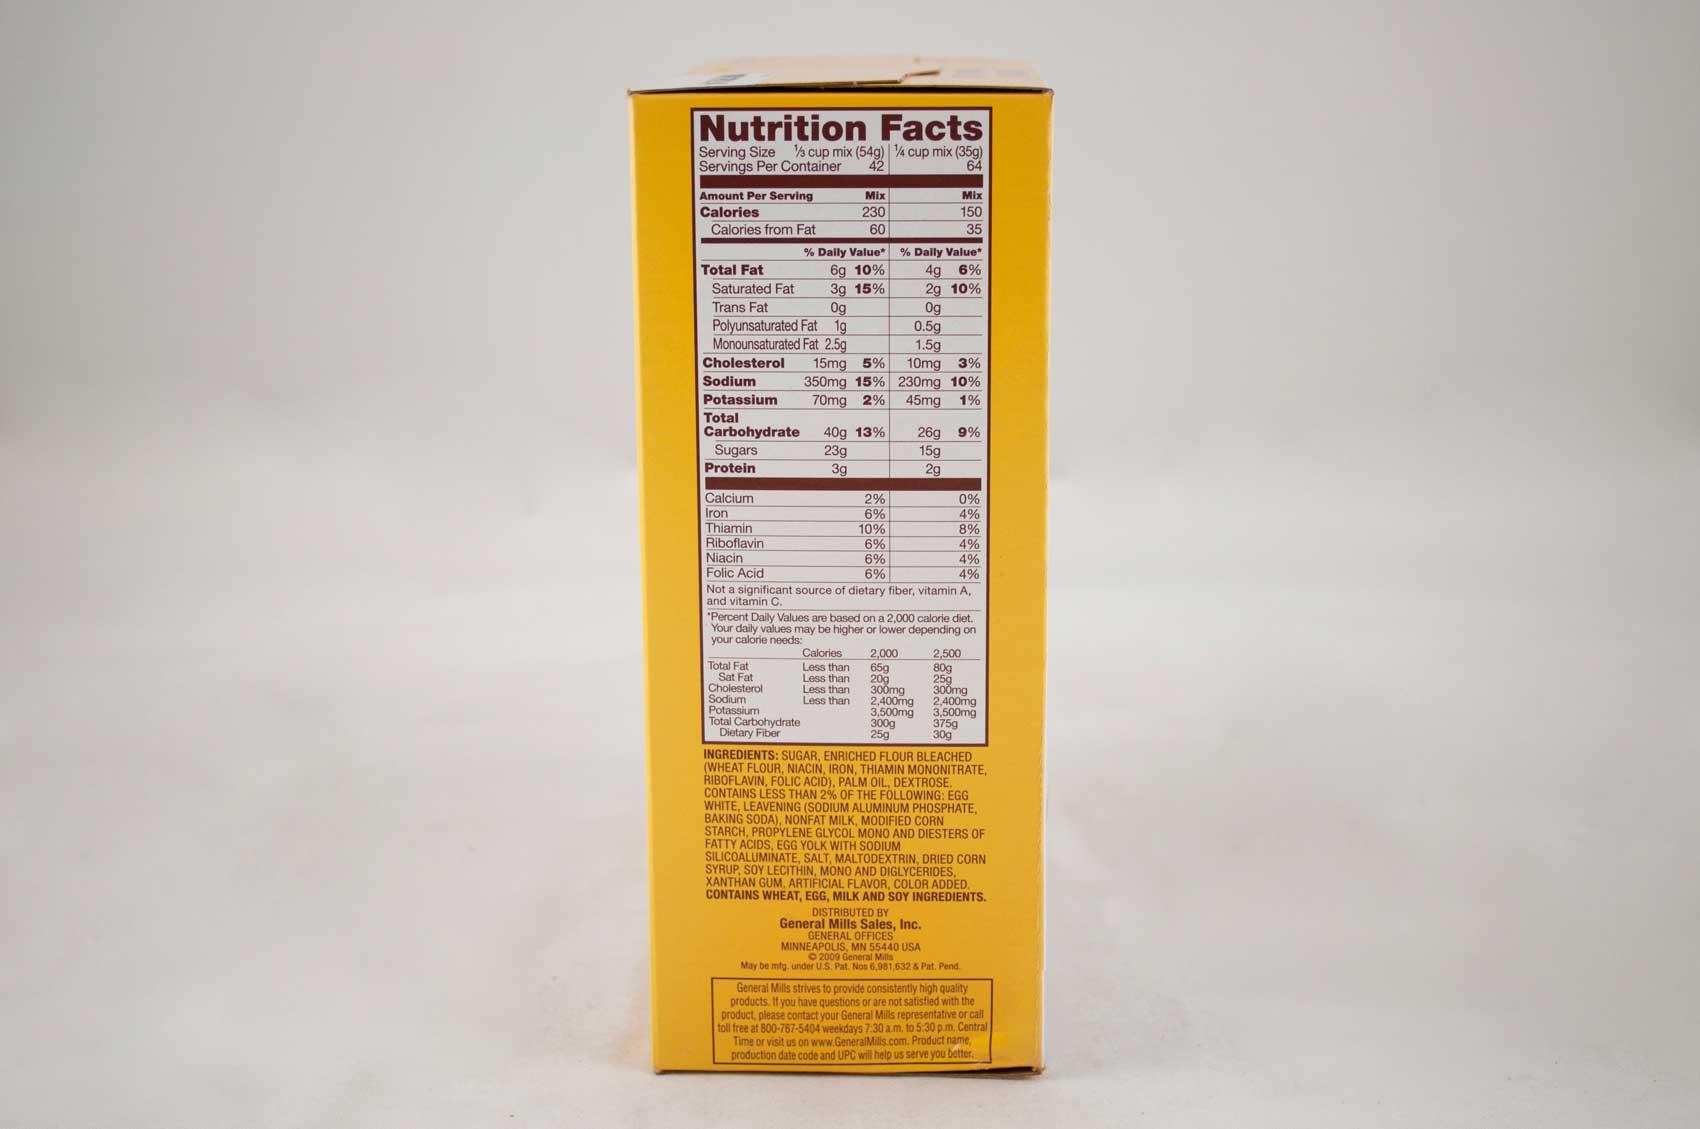 Nutrition Facts
Serving Size ⅓ cup mix (54g) ¼ cup mix (35g)
Servings Per Container 42 64
Amount Per Serving Mix Mix
Calories 230 150
Calories from Fat 60 35
% Daily Value* % Daily Value*
Total Fat 6g 10% 4g 6%
Saturated Fat 3g 15% 2g 10%
Trans Fat 0g 0g
Polyunsaturated Fat 1g 0.5g
Monounsaturated Fat 2.5g 1.5g
Cholesterol 15mg 5% 10mg 3%
Sodium 350mg 15% 230mg 10%
Potassium 70mg 2% 45mg 1%
Total
Carbohydrate 40g 13% 26g 9%
Sugars 23g 15g
Protein 3g 2g
Calcium 2% 0%
Iron 6% 4%
Thiamin 10% 8%
Riboflavin 6% 4%
Niacin 6% 4%
Folic Acid 6% 4%
Not a significant source of dietary fiber, vitamin A,
and vitamin C.
*Percent Daily Values are based on a 2,000 calorie diet.
Your daily values may be higher or lower depending on
your calorie needs:
Calories 2,000 2,500
Total Fat Less than 65g 80g
Sat Fat Less than 20g 25g
Cholesterol Less than 300mg 300mg
Sodium Less than 2,400mg 2,400mg
Potassium 3,500mg 3,500mg
Total Carbohydrate 300g 375g
Dietary Fiber 25g 30g
INGREDIENTS: SUGAR, ENRICHED FLOUR BLEACHED
(WHEAT FLOUR, NIACIN, IRON, THIAMIN MONONITRATE,
RIBOFLAVIN, FOLIC ACID), PALM OIL, DEXTROSE.
CONTAINS LESS THAN 2% OF THE FOLLOWING: EGG
WHITE, LEAVENING (SODIUM ALUMINUM PHOSPHATE,
BAKING SODA), NONFAT MILK, MODIFIED CORN
STARCH, PROPYLENE GLYCOL MONO AND DIESTERS OF
FATTY ACIDS, EGG YOLK WITH SODIUM
SILICOALUMINATE, SALT, MALTODEXTRIN, DRIED CORN
SYRUP, SOY LECITHIN, MONO AND DIGLYCERIDES,
XANTHAN GUM, ARTIFICIAL FLAVOR, COLOR ADDED.
CONTAINS WHEAT, EGG, MILK AND SOY INGREDIENTS.
DISTRIBUTED BY
General Mills Sales, Inc.
GENERAL OFFICES
MINNEAPOLIS, MN 55440 USA
© 2009 General Mills
May be mfg. under U.S. Pat. Nos 6,981,632 & Pat. Pend.
General Mills strives to provide consistently high quality
products. If you have questions or are not satisfied with the
product, please contact your General Mills representative or call
toll free at 800-767-5404 weekdays 7:30 a.m. to 5:30 p.m. Central
Time or visit us on www.GeneralMills.com. Product name,
production date code and UPC will help us serve you better.